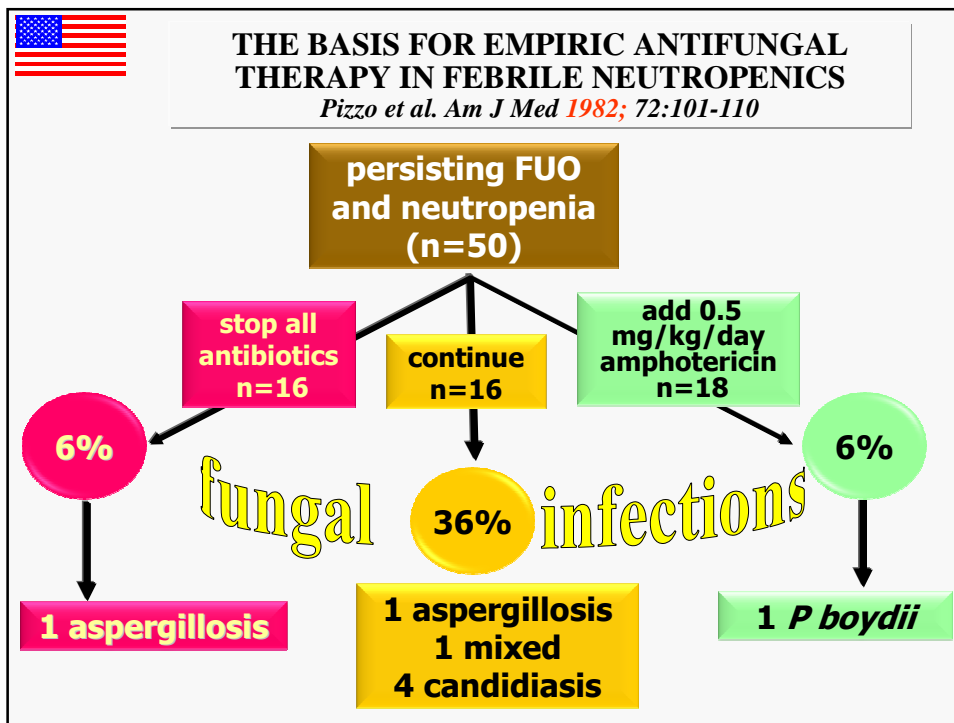 THE BASIS FOR EMPIRIC ANTIFUNGAL
THERAPY IN FEBRILE NEUTROPENICS
Pizzo et al. Am J Med 1982; 72:101-110
persisting FUO
and neutropenia
(n=50)
stop all
antibiotics
n=16
continue
n=16
add 0.5
mg/kg/day
amphotericin
n=18
6%
36%
6%
fungal infections
1 aspergillosis
1 aspergillosis
1 mixed
4 candidiasis
1 P boydii